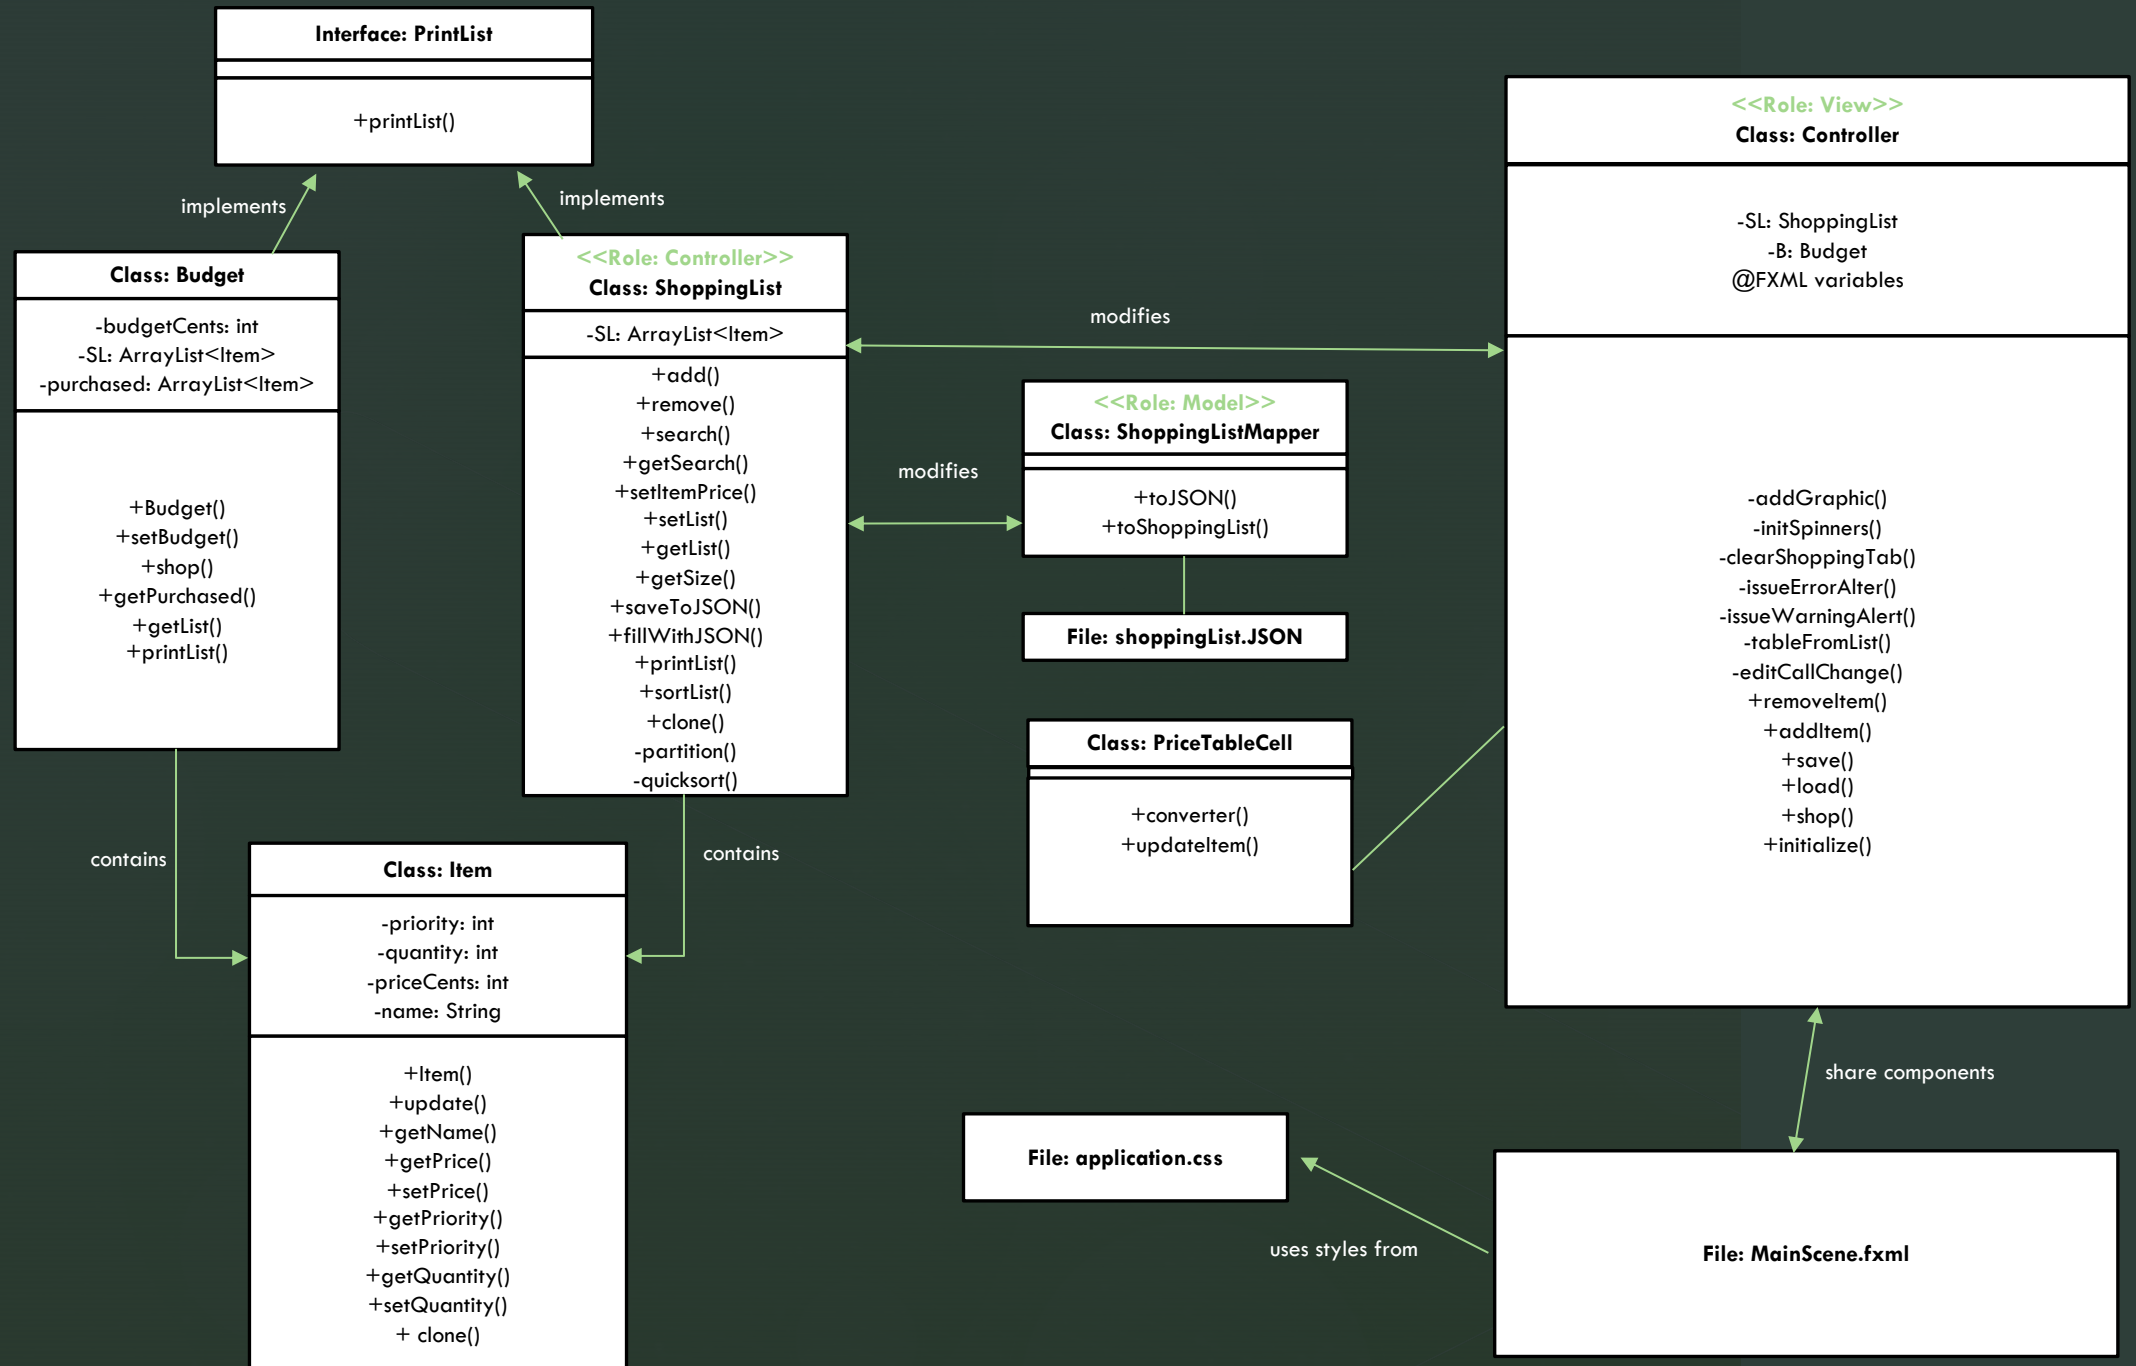 Interface: PrintList
+printList()
implements
implements
Class: Budget
-budgetCents: int
-SL: ArrayList<Item>
-purchased: ArrayList<Item>
+Budget()
+setBudget()
+shop()
+getPurchased()
+getList()
+printList()
<<Role: Controller>>
Class: ShoppingList
-SL: ArrayList<Item>
+add()
+remove()
+search()
+getSearch()
+setItemPrice()
+setList()
+getList()
+getSize()
+saveToJSON()
+fillWithJSON()
+printList()
+sortList()
+clone()
-partition()
-quicksort()
modifies
modifies
<<Role: Model>>
Class: ShoppingListMapper
+toJSON()
+toShoppingList()
File: shoppingList.JSON
Class: PriceTableCell
+converter()
+updateItem()
<<Role: View>>
Class: Controller
-SL: ShoppingList
-B: Budget
@FXML variables
-addGraphic()
-initSpinners()
-clearShoppingTab()
-issueErrorAlter()
-issueWarningAlert()
-tableFromList()
-editCallChange()
+removeItem()
+addItem()
+save()
+load()
+shop()
+initialize()
contains
contains
Class: Item
-priority: int
-quantity: int
-priceCents: int
-name: String
+Item()
+update()
+getName()
+getPrice()
+setPrice()
+getPriority()
+setPriority()
+getQuantity()
+setQuantity()
+ clone()
share components
File: application.css
uses styles from
File: MainScene.fxml